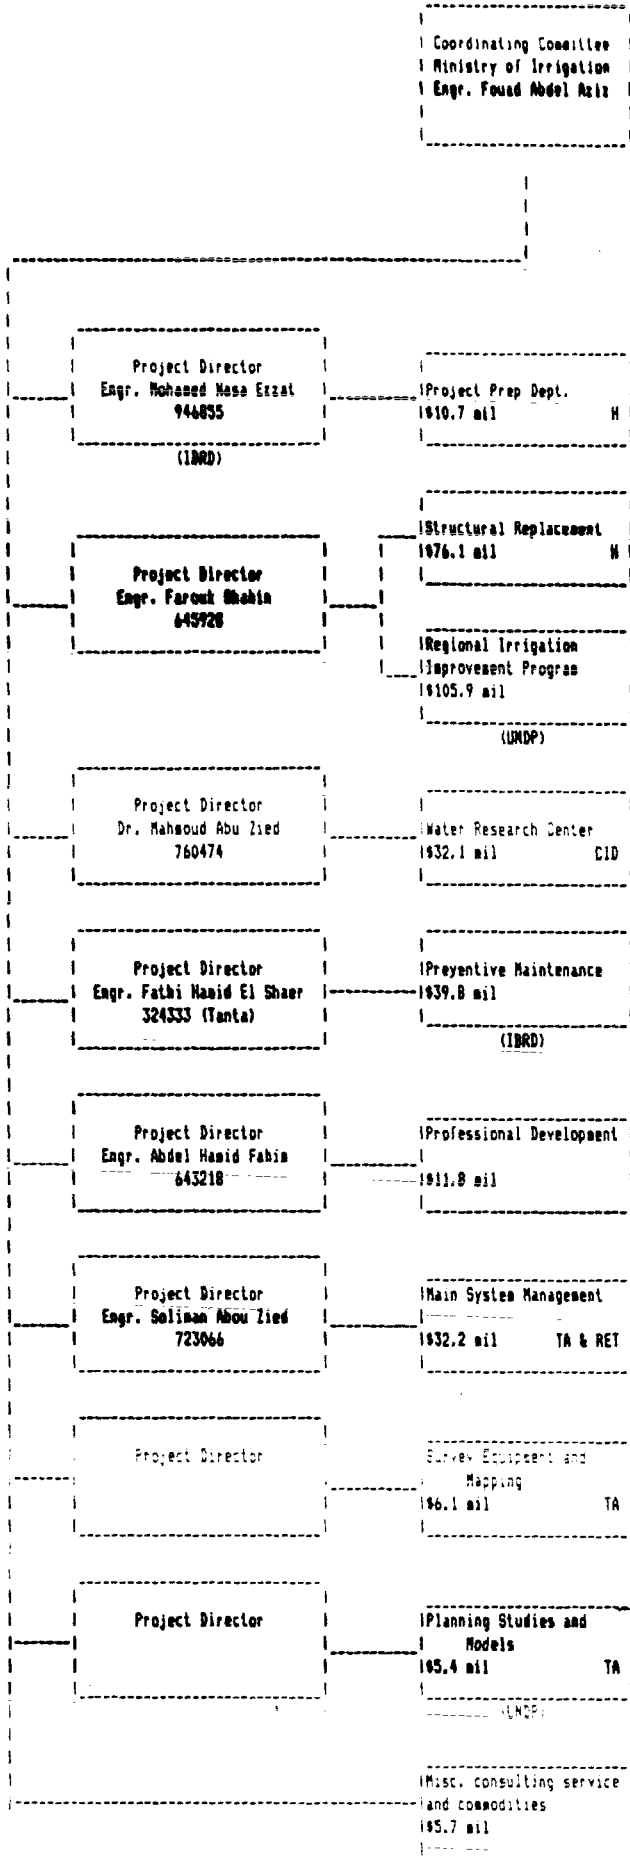 Coordinating Committee
Ministry of Irrigation
Engr. Fouad Abdel Aziz
Project Director
Engr. Mohamed Nasa Ezzat
946855
(IBRD)
Project Prep Dept.
$10.7 mil H
Project Director
Engr. Farouk Shahin
645928
Structural Replacement
$76.1 mil H
Regional Irrigation
Improvement Program
$105.9 mil
(UNDP)
Project Director
Dr. Mahmoud Abu Zied
760474
Water Research Center
$32.1 mil CID
Project Director
Engr. Fathi Hamid El Shaer
324333 (Tanta)
Preventive Maintenance
$39.8 mil
(IBRD)
Project Director
Engr. Abdel Hamid Fahim
643218
Professional Development
$11.8 mil
Project Director
Engr. Soliman Abou Zied
723066
Main System Management
$32.2 mil TA & RET
Project Director
Survey Equipment and
Mapping
$6.1 mil TA
Project Director
Planning Studies and
Models
$5.4 mil TA
(UNDP)
Misc. consulting service
and commodities
$5.7 mil